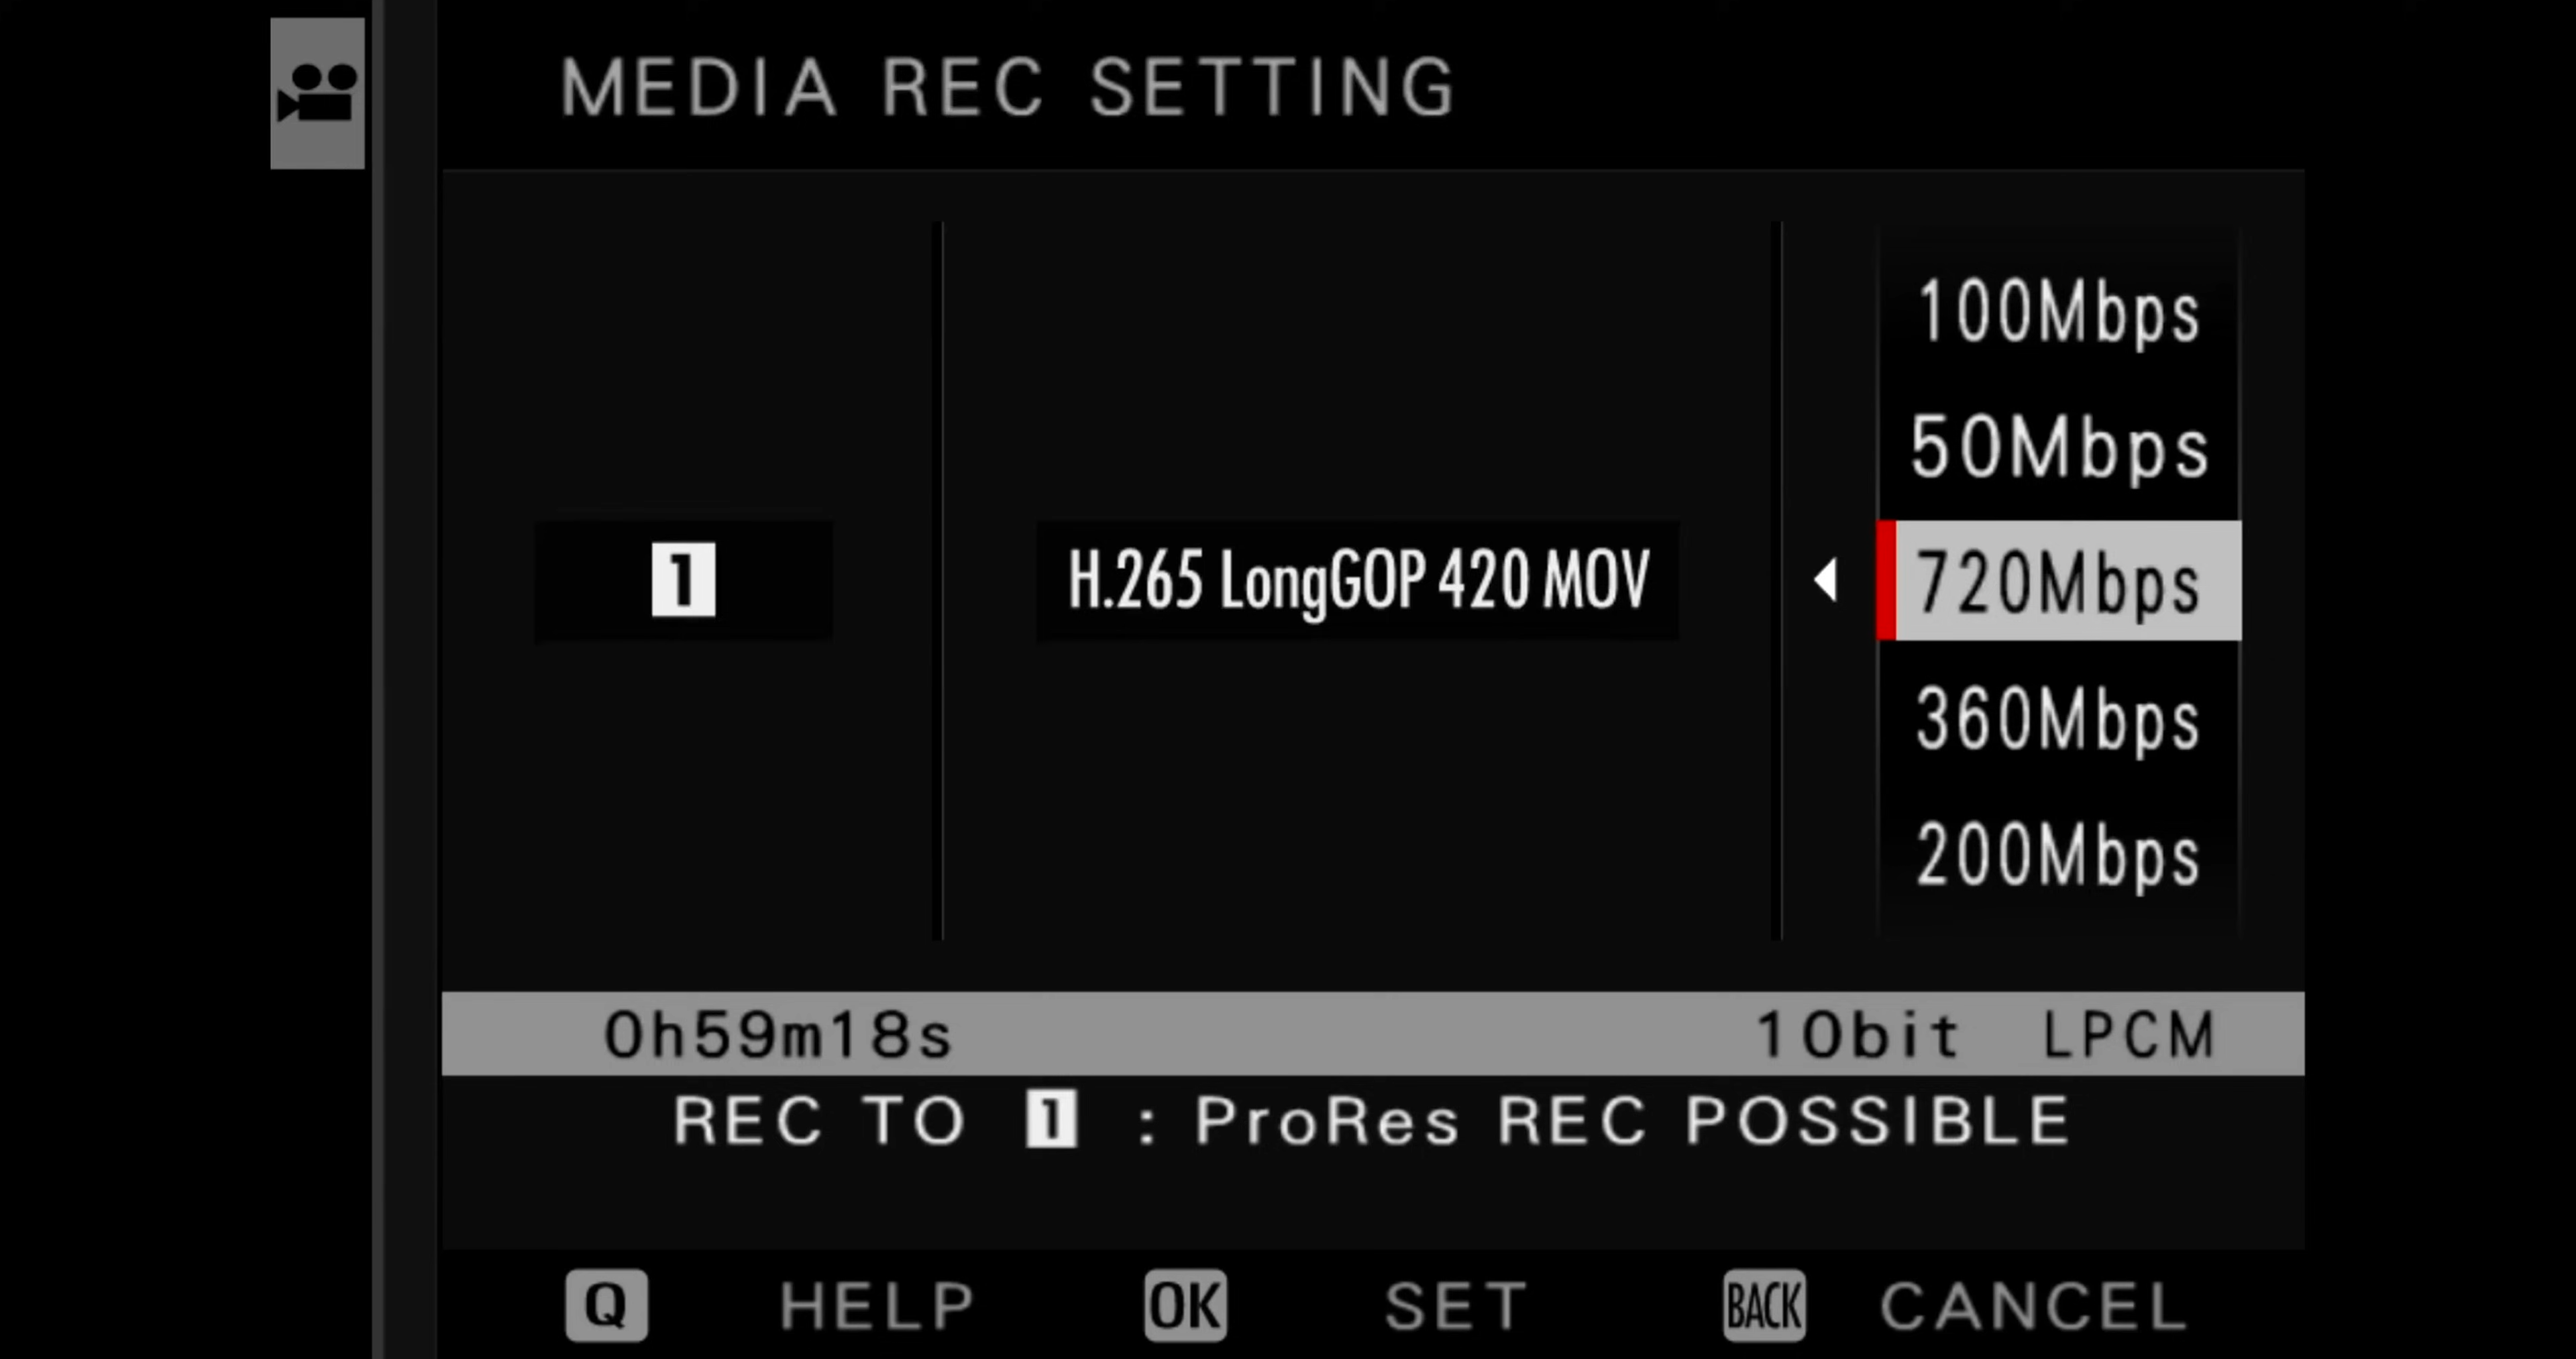 MEDIA REC SETTING
100Mbps
50Mbps
1 H.265 LongGOP 420 MOV 720Mbps
360Mbps
200Mbps
0h59m18s 10bit LPCM
REC TO 1 : ProRes REC POSSIBLE
Q HELP OK SET BACK CANCEL